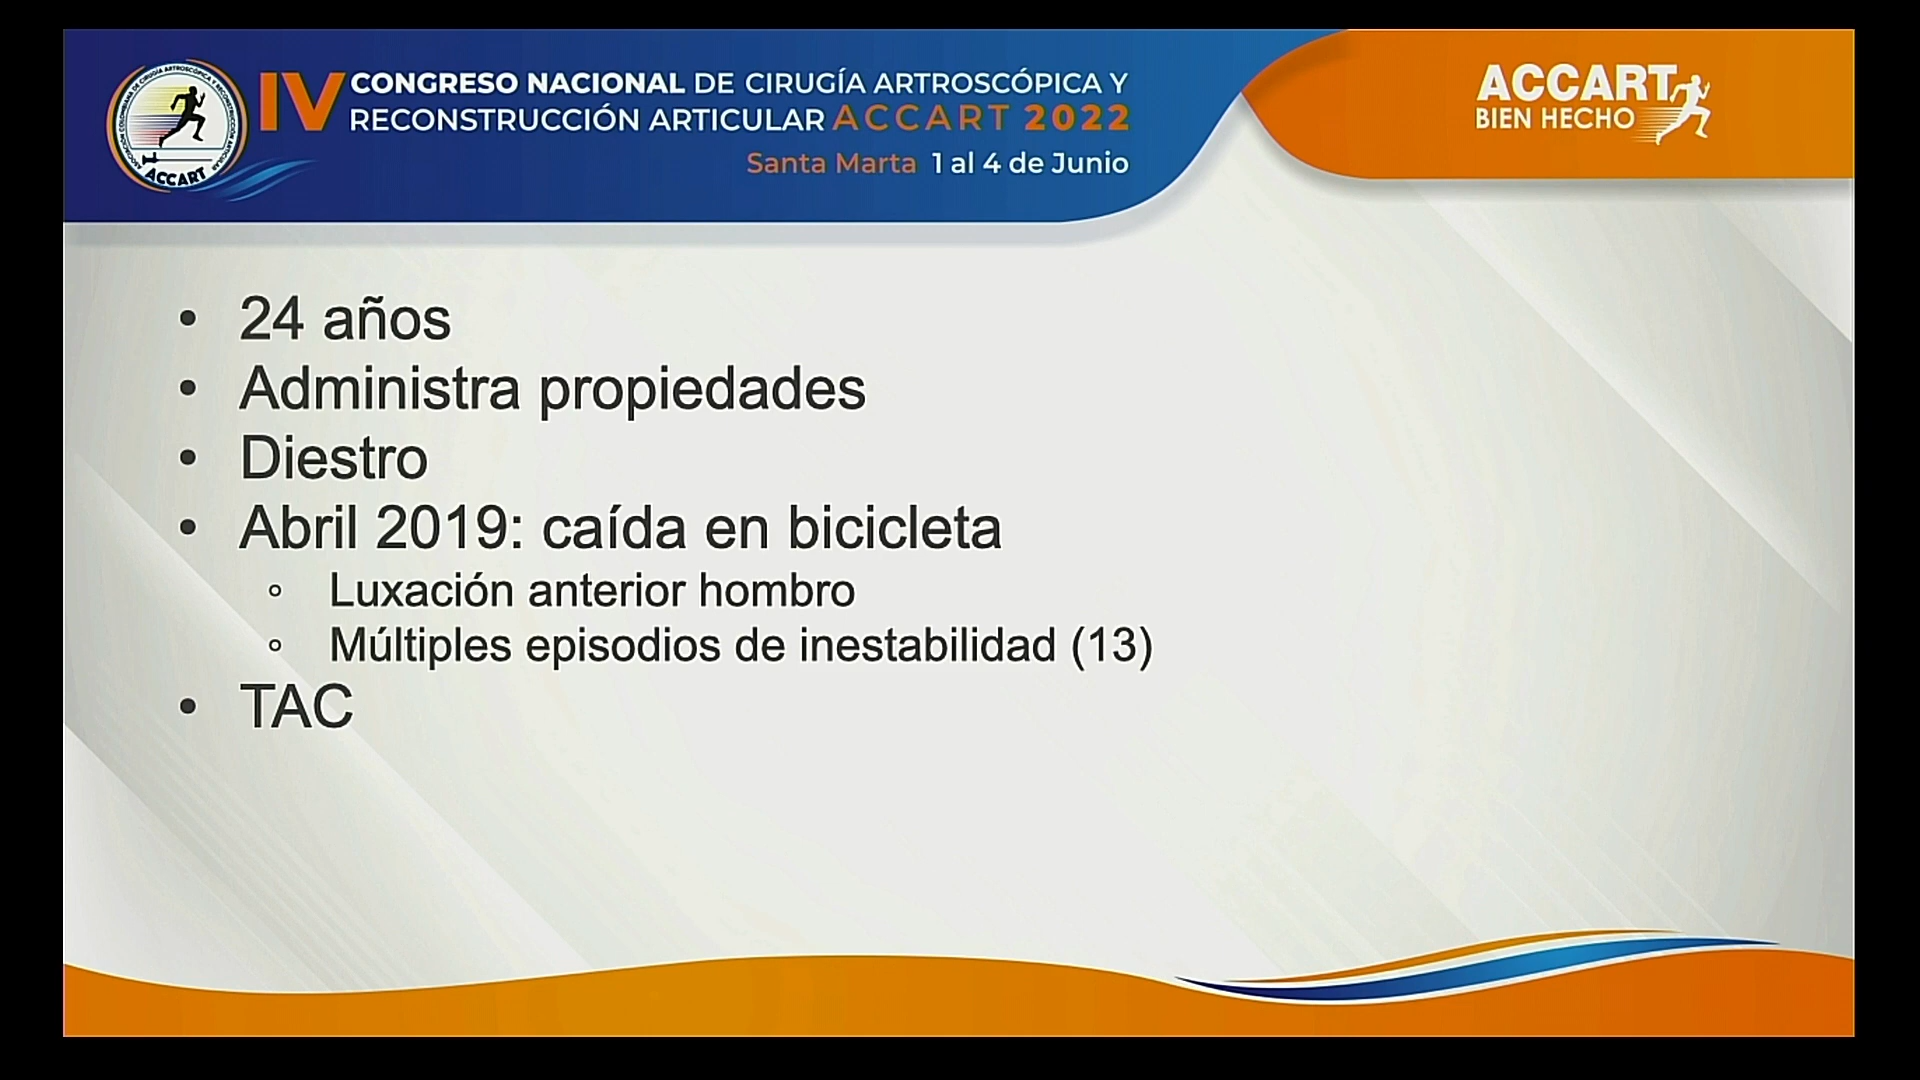 IV CONGRESO NACIONAL DE CIRUGÍA ARTROSCÓPICA Y
RECONSTRUCCIÓN ARTICULAR ACCART 2022
Santa Marta 1 al 4 de Junio
ACCART
ACCART
BIEN HECHO
• 24 años
• Administra propiedades
• Diestro
• Abril 2019: caída en bicicleta
◦ Luxación anterior hombro
◦ Múltiples episodios de inestabilidad (13)
• TAC